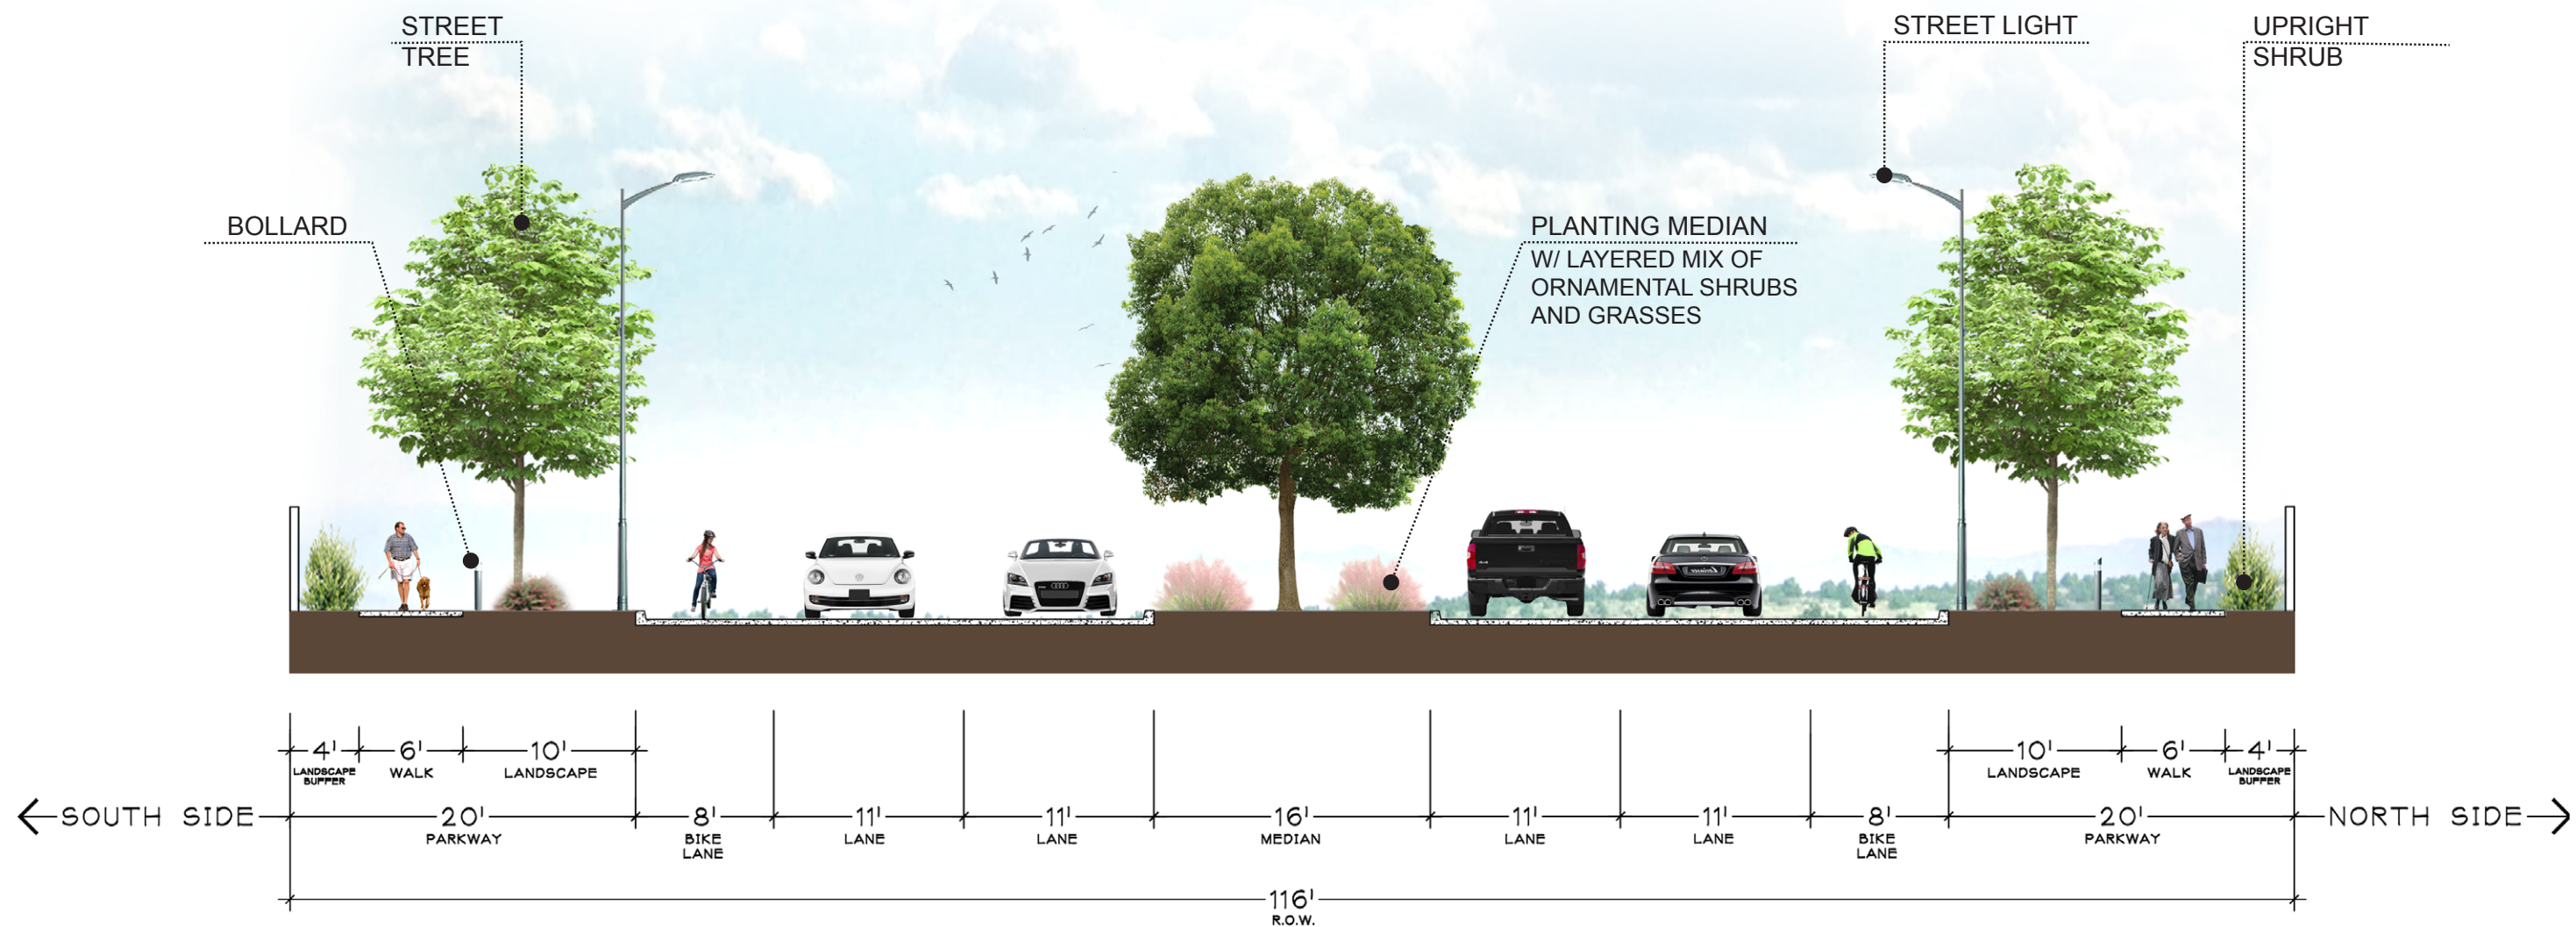 STREET
TREE
STREET LIGHT
UPRIGHT
SHRUB
BOLLARD
PLANTING MEDIAN
W/ LAYERED MIX OF
ORNAMENTAL SHRUBS
AND GRASSES
4' 6' 10' 10' 6' 4'
LANDSCAPE
BUFFER
WALK
LANDSCAPE
LANDSCAPE
WALK
LANDSCAPE
BUFFER
SOUTH SIDE 20' 8' 11' 11' 16' 11' 11' 8' 20' NORTH SIDE
PARKWAY
BIKE
LANE
LANE
LANE
MEDIAN
LANE
LANE
BIKE
LANE
PARKWAY
116'
R.O.W.